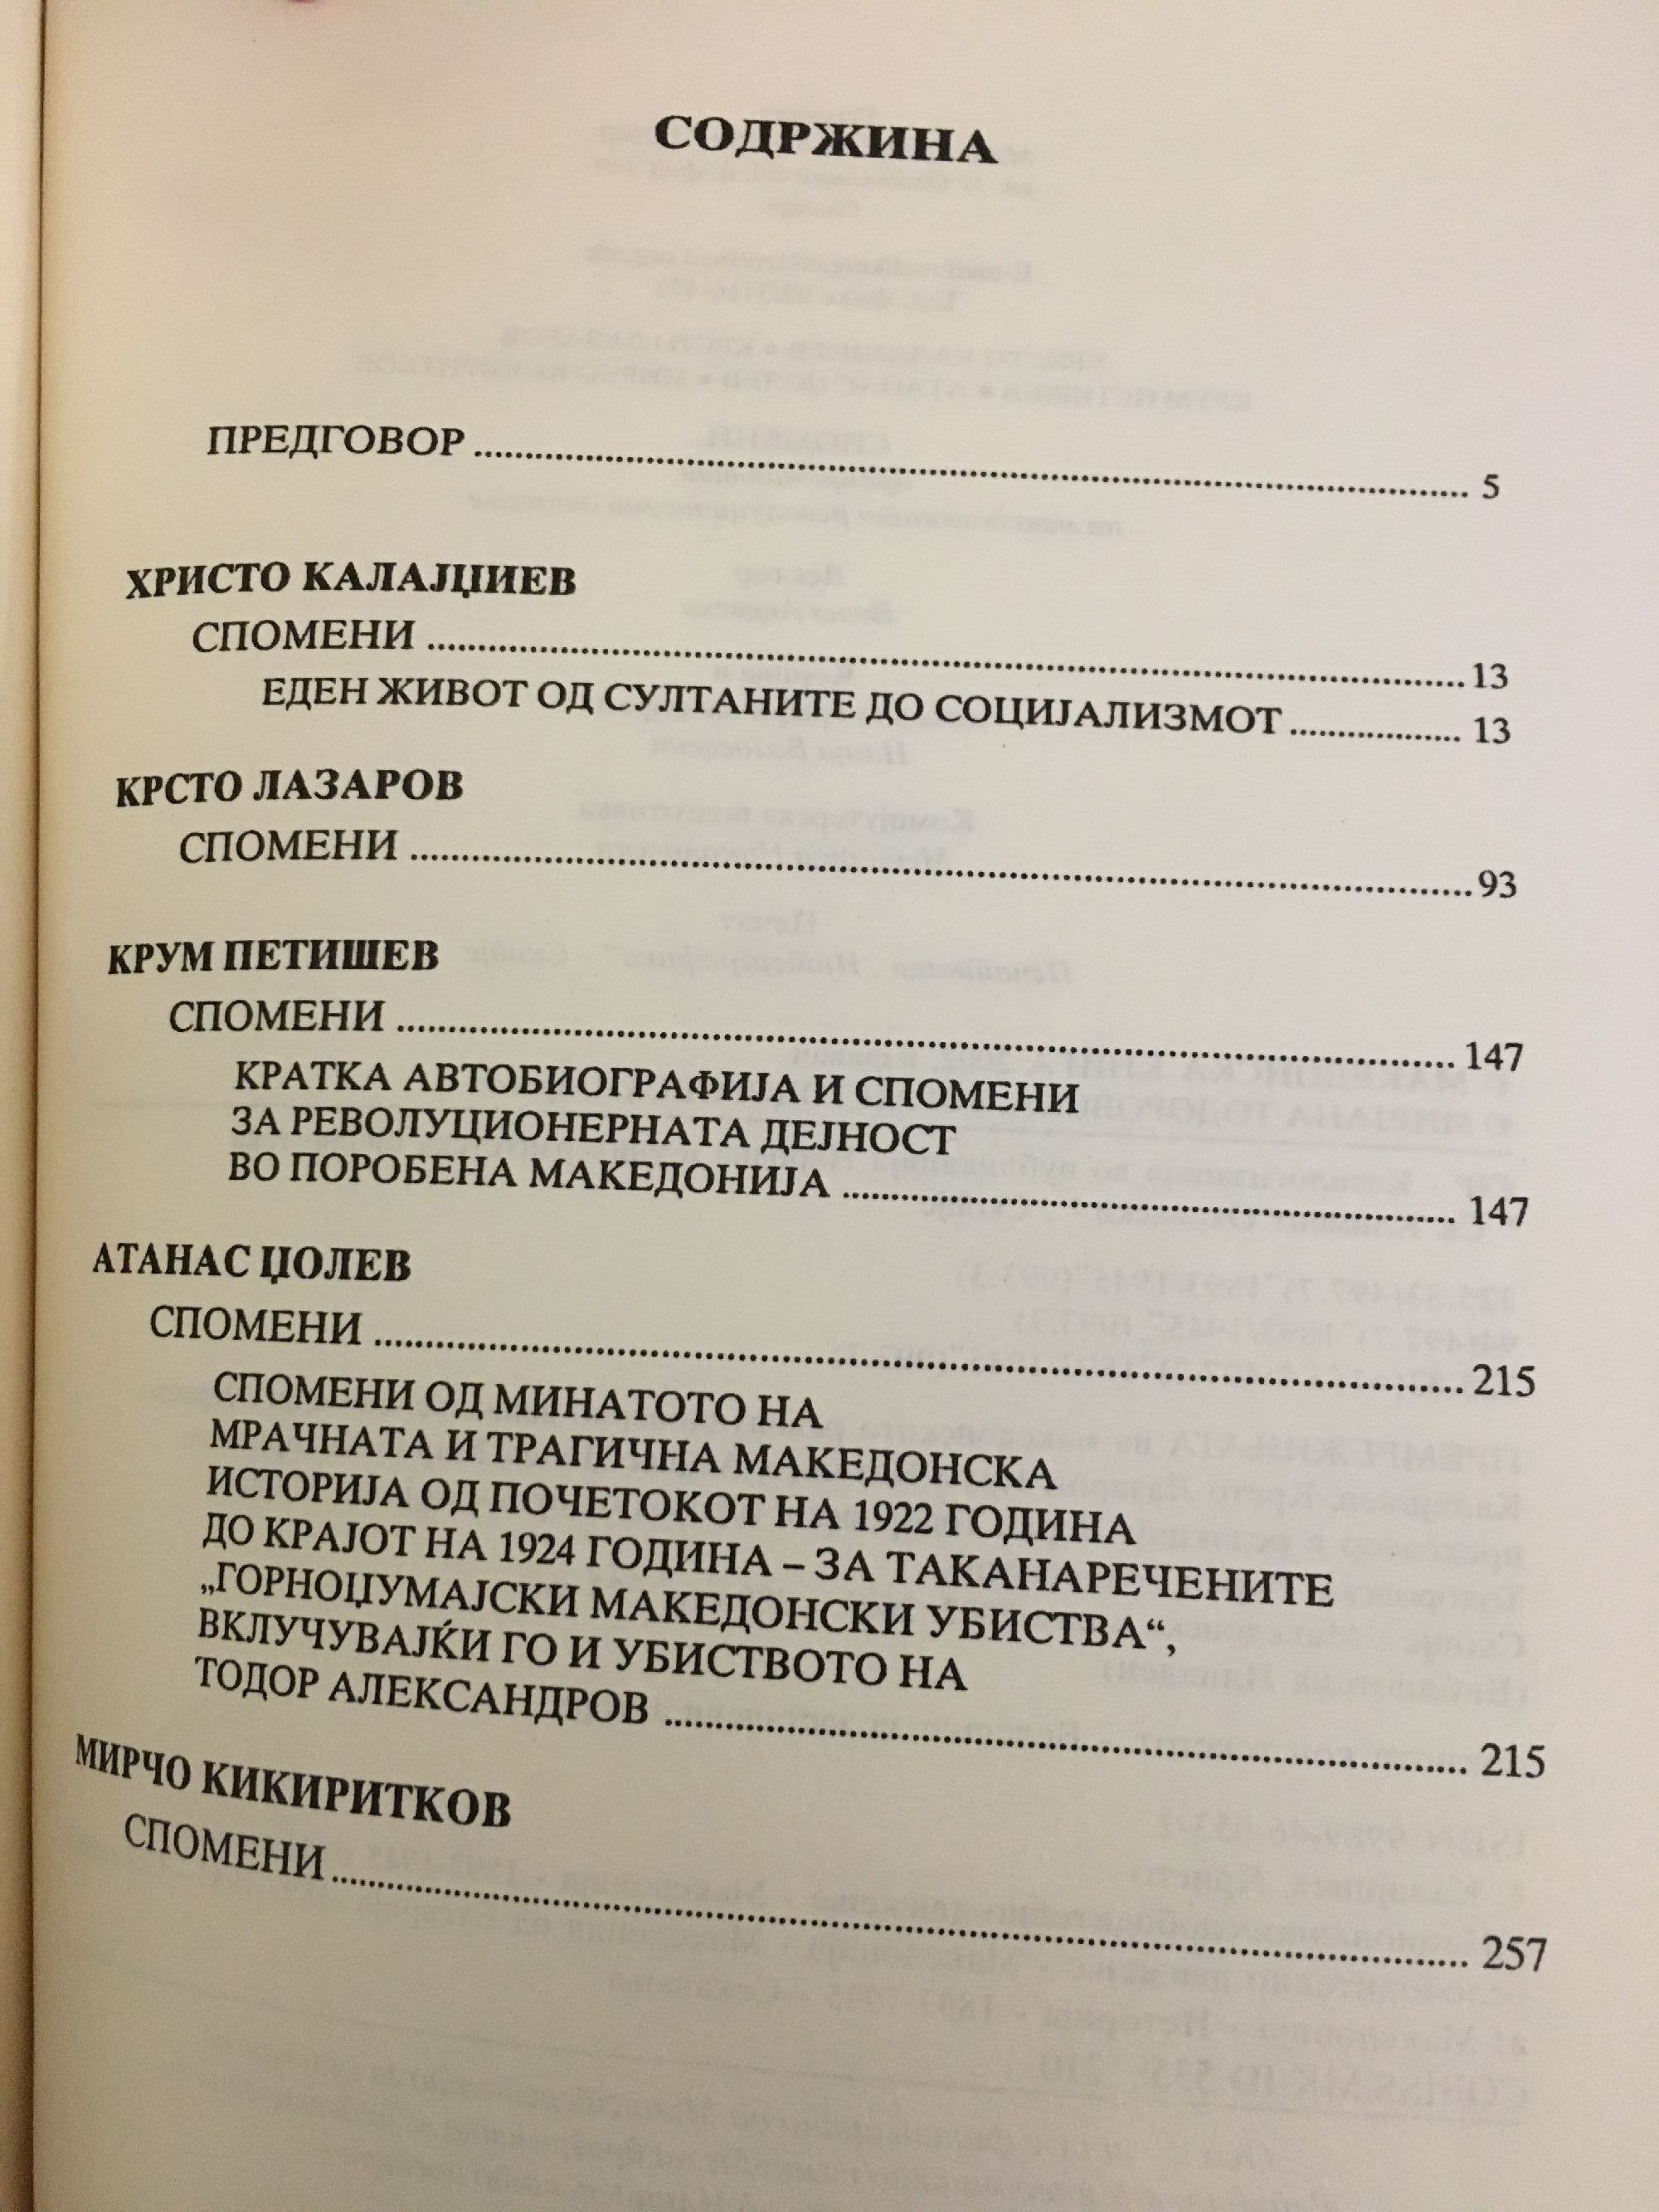 СОДРЖИНА
ПРЕДГОВОР ........ 5
ХРИСТО КАЛАЈЏИЕВ
СПОМЕНИ ........ 13
ЕДЕН ЖИВОТ ОД СУЛТАНИТЕ ДО СОЦИЈАЛИЗМОТ ........ 13
КРСТО ЛАЗАРОВ
СПОМЕНИ ........ 93
КРУМ ПЕТИШЕВ
СПОМЕНИ ........ 147
КРАТКА АВТОБИОГРАФИЈА И СПОМЕНИ
ЗА РЕВОЛУЦИОНЕРНАТА ДЕЈНОСТ
ВО ПОРОБЕНА МАКЕДОНИЈА ........ 147
АТАНАС ЏОЛЕВ
СПОМЕНИ ........ 215
СПОМЕНИ ОД МИНАТОТО НА
МРАЧНАТА И ТРАГИЧНА МАКЕДОНСКА
ИСТОРИЈА ОД ПОЧЕТОКОТ НА 1922 ГОДИНА
ДО КРАЈОТ НА 1924 ГОДИНА – ЗА ТАКАНАРЕЧЕНИТЕ
„ГОРНОЏУМАЈСКИ МАКЕДОНСКИ УБИСТВА“,
ВКЛУЧУВАЈЌИ ГО И УБИСТВОТО НА
ТОДОР АЛЕКСАНДРОВ ........ 215
МИРЧО КИКИРИТКОВ
СПОМЕНИ ........ 257